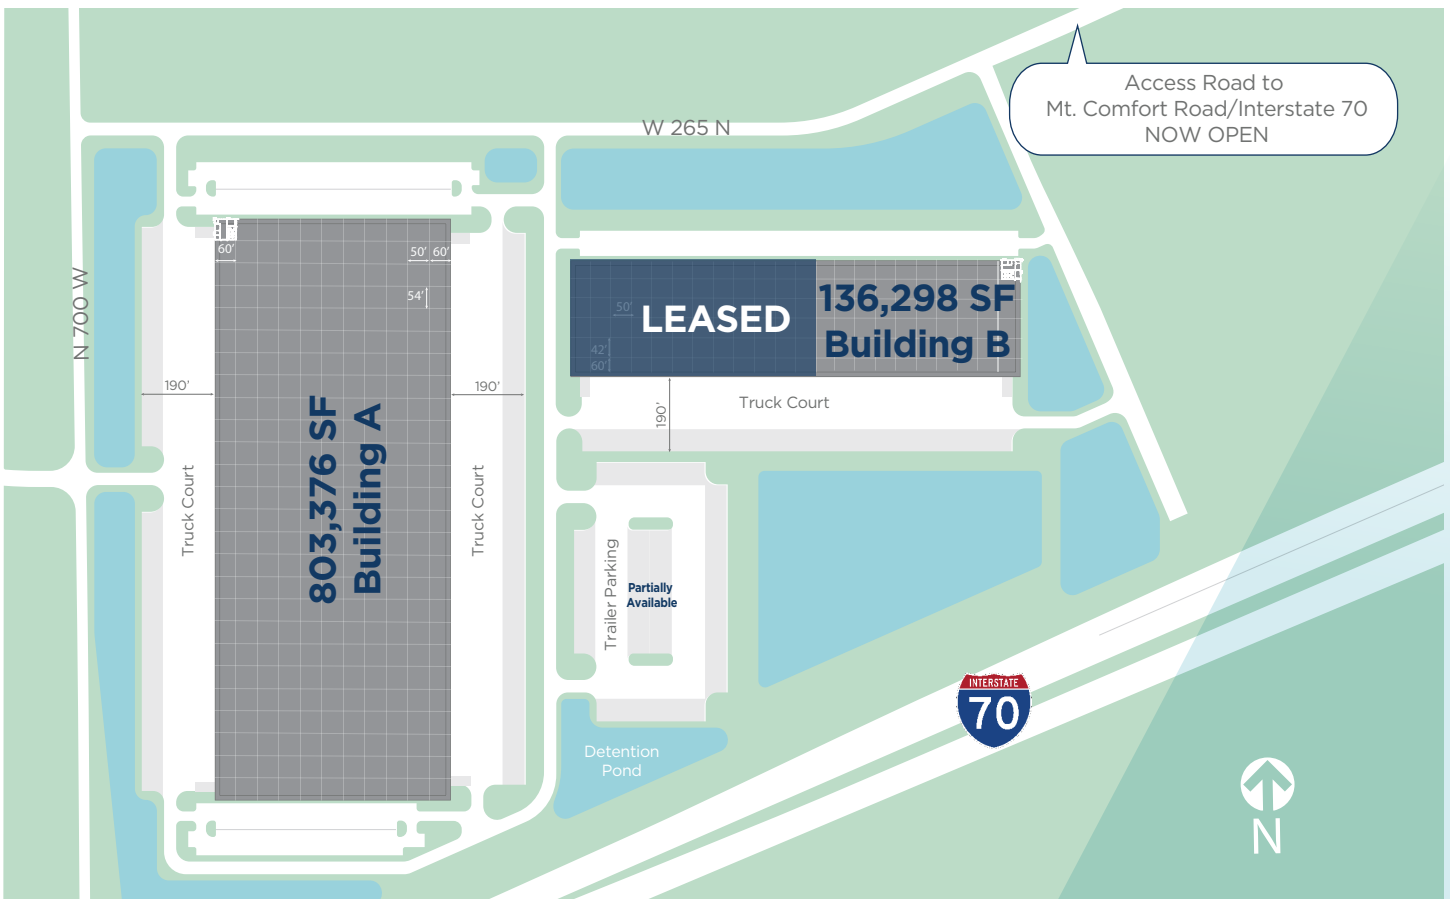 Access Road to
Mt. Comfort Road/Interstate 70
NOW OPEN
W 265 N
N 700 W
60'
50'
60'
54'
190'
190'
803,376 SF
Building A
Truck Court
Truck Court
50'
42'
60'
LEASED
136,298 SF
Building B
190'
Truck Court
Trailer Parking
Partially
Available
Detention
Pond
INTERSTATE
70
N